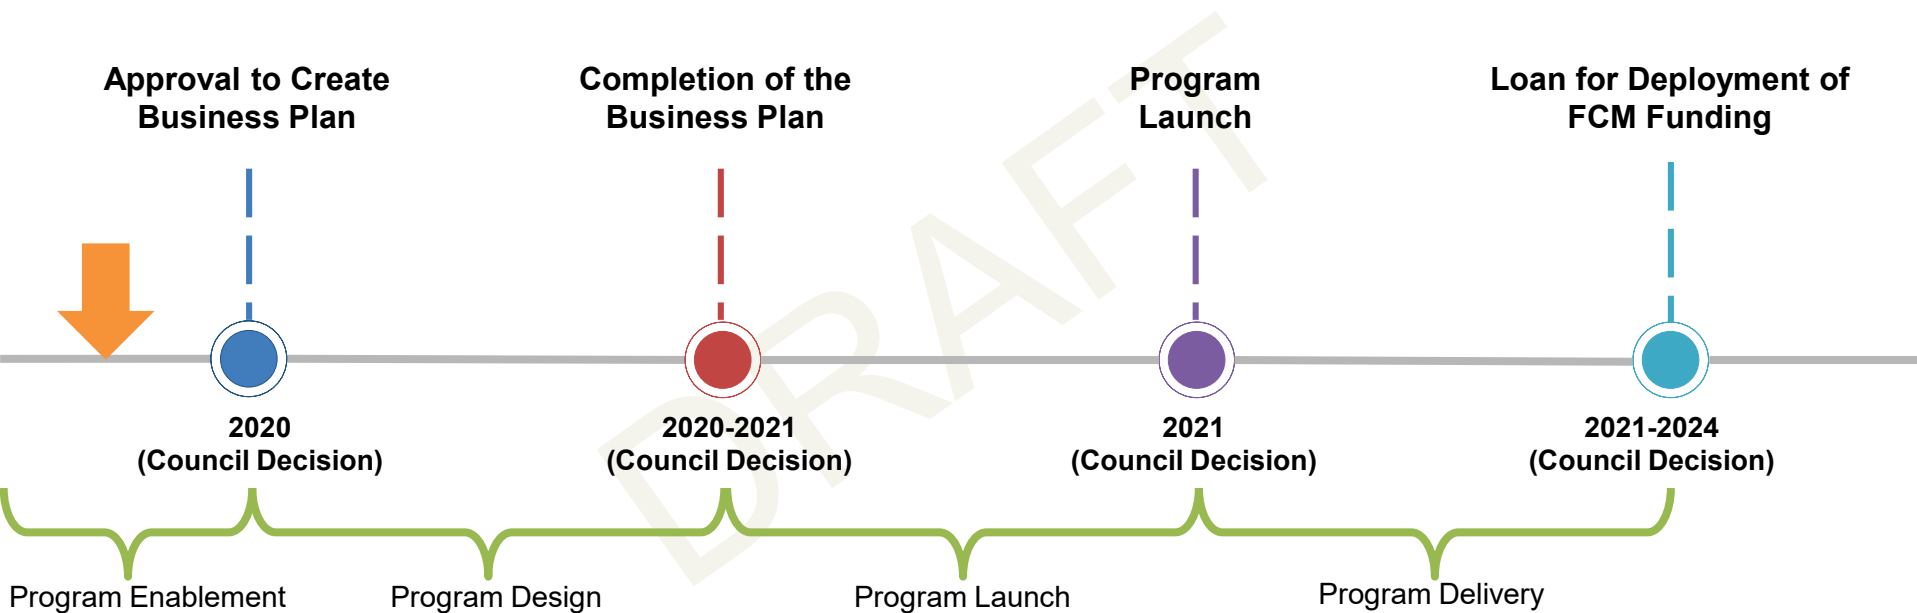 Approval to Create
Business Plan
Completion of the
Business Plan
Program
Launch
Loan for Deployment of
FCM Funding
DRAFT
2020
(Council Decision)
2020-2021
(Council Decision)
2021
(Council Decision)
2021-2024
(Council Decision)
Program Enablement
Program Design
Program Launch
Program Delivery